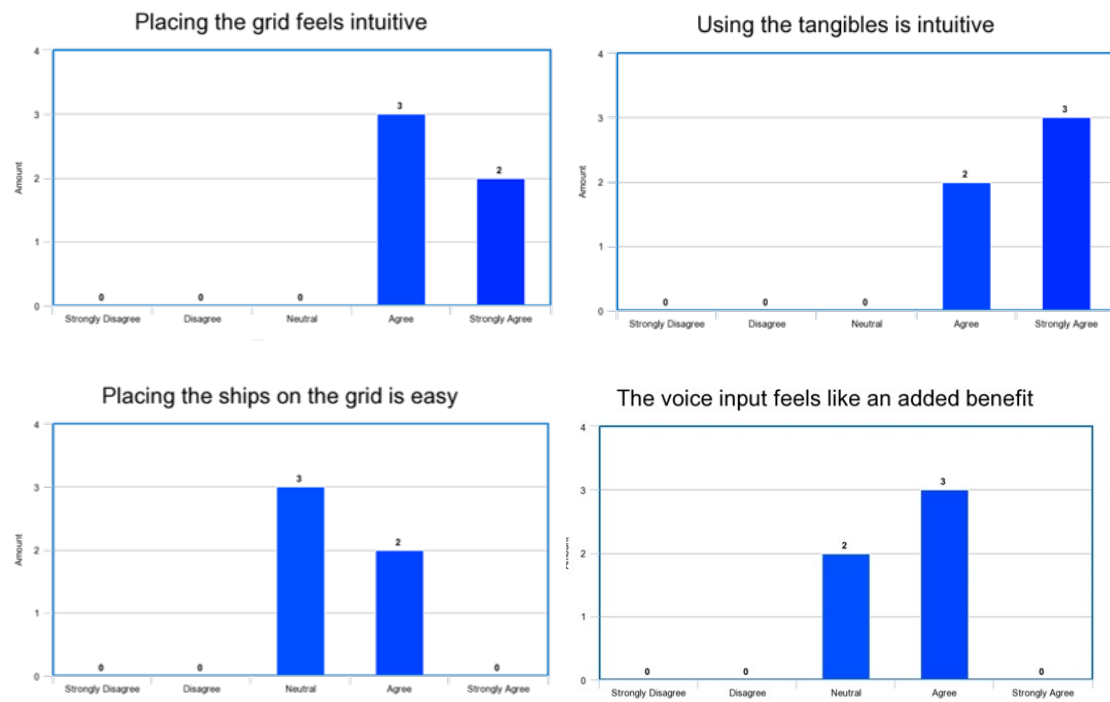 Placing the grid feels intuitive
4
3
2
1
0
Amount
0
0
0
3
2
Strongly Disagree
Disagree
Neutral
Agree
Strongly Agree
Using the tangibles is intuitive
4
3
2
1
0
Amount
0
0
0
2
3
Strongly Disagree
Disagree
Neutral
Agree
Strongly Agree
Placing the ships on the grid is easy
4
3
2
1
0
Amount
0
0
3
2
0
Strongly Disagree
Disagree
Neutral
Agree
Strongly Agree
The voice input feels like an added benefit
4
3
2
1
0
0
0
2
3
0
Strongly Disagree
Disagree
Neutral
Agree
Strongly Agree